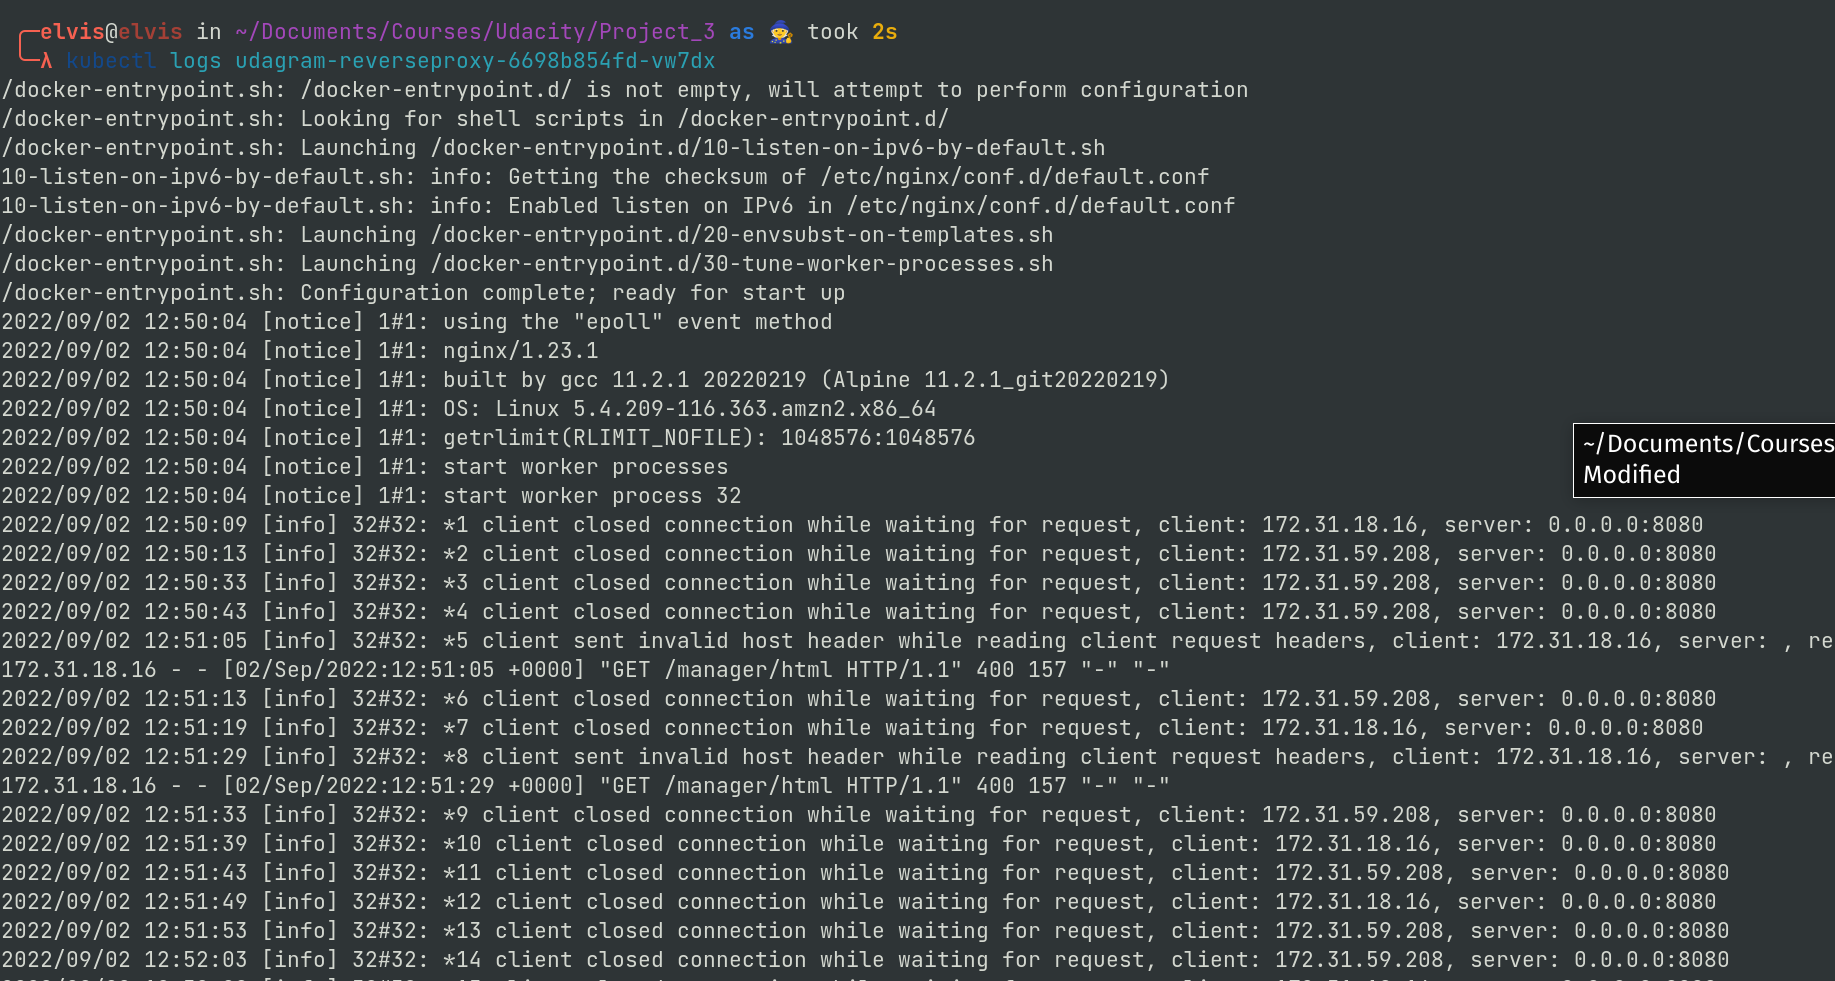 elvis@elvis in ~/Documents/Courses/Udacity/Project_3 as 🧙 took 2s
λ kubectl logs udagram-reverseproxy-6698b854fd-vw7dx
/docker-entrypoint.sh: /docker-entrypoint.d/ is not empty, will attempt to perform configuration
/docker-entrypoint.sh: Looking for shell scripts in /docker-entrypoint.d/
/docker-entrypoint.sh: Launching /docker-entrypoint.d/10-listen-on-ipv6-by-default.sh
10-listen-on-ipv6-by-default.sh: info: Getting the checksum of /etc/nginx/conf.d/default.conf
10-listen-on-ipv6-by-default.sh: info: Enabled listen on IPv6 in /etc/nginx/conf.d/default.conf
/docker-entrypoint.sh: Launching /docker-entrypoint.d/20-envsubst-on-templates.sh
/docker-entrypoint.sh: Launching /docker-entrypoint.d/30-tune-worker-processes.sh
/docker-entrypoint.sh: Configuration complete; ready for start up
2022/09/02 12:50:04 [notice] 1#1: using the "epoll" event method
2022/09/02 12:50:04 [notice] 1#1: nginx/1.23.1
2022/09/02 12:50:04 [notice] 1#1: built by gcc 11.2.1 20220219 (Alpine 11.2.1_git20220219)
2022/09/02 12:50:04 [notice] 1#1: OS: Linux 5.4.209-116.363.amzn2.x86_64
2022/09/02 12:50:04 [notice] 1#1: getrlimit(RLIMIT_NOFILE): 1048576:1048576
~/Documents/Courses
2022/09/02 12:50:04 [notice] 1#1: start worker processes
Modified
2022/09/02 12:50:04 [notice] 1#1: start worker process 32
2022/09/02 12:50:09 [info] 32#32: *1 client closed connection while waiting for request, client: 172.31.18.16, server: 0.0.0.0:8080
2022/09/02 12:50:13 [info] 32#32: *2 client closed connection while waiting for request, client: 172.31.59.208, server: 0.0.0.0:8080
2022/09/02 12:50:33 [info] 32#32: *3 client closed connection while waiting for request, client: 172.31.59.208, server: 0.0.0.0:8080
2022/09/02 12:50:43 [info] 32#32: *4 client closed connection while waiting for request, client: 172.31.59.208, server: 0.0.0.0:8080
2022/09/02 12:51:05 [info] 32#32: *5 client sent invalid host header while reading client request headers, client: 172.31.18.16, server: , re
172.31.18.16 - - [02/Sep/2022:12:51:05 +0000] "GET /manager/html HTTP/1.1" 400 157 "-" "-"
2022/09/02 12:51:13 [info] 32#32: *6 client closed connection while waiting for request, client: 172.31.59.208, server: 0.0.0.0:8080
2022/09/02 12:51:19 [info] 32#32: *7 client closed connection while waiting for request, client: 172.31.18.16, server: 0.0.0.0:8080
2022/09/02 12:51:29 [info] 32#32: *8 client sent invalid host header while reading client request headers, client: 172.31.18.16, server: , re
172.31.18.16 - - [02/Sep/2022:12:51:29 +0000] "GET /manager/html HTTP/1.1" 400 157 "-" "-"
2022/09/02 12:51:33 [info] 32#32: *9 client closed connection while waiting for request, client: 172.31.59.208, server: 0.0.0.0:8080
2022/09/02 12:51:39 [info] 32#32: *10 client closed connection while waiting for request, client: 172.31.18.16, server: 0.0.0.0:8080
2022/09/02 12:51:43 [info] 32#32: *11 client closed connection while waiting for request, client: 172.31.59.208, server: 0.0.0.0:8080
2022/09/02 12:51:49 [info] 32#32: *12 client closed connection while waiting for request, client: 172.31.18.16, server: 0.0.0.0:8080
2022/09/02 12:51:53 [info] 32#32: *13 client closed connection while waiting for request, client: 172.31.59.208, server: 0.0.0.0:8080
2022/09/02 12:52:03 [info] 32#32: *14 client closed connection while waiting for request, client: 172.31.59.208, server: 0.0.0.0:8080